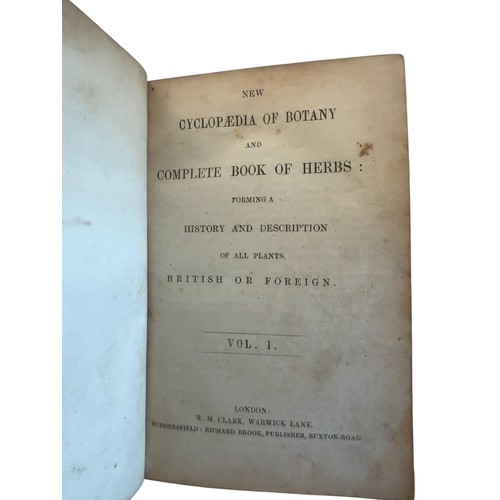 NEW
CYCLOPÆDIA OF BOTANY
AND
COMPLETE BOOK OF HERBS :
FORMING A
HISTORY AND DESCRIPTION
OF ALL PLANTS,
BRITISH OR FOREIGN.
VOL. I.
LONDON:
W. M. CLARK, WARWICK LANE.
HUDDERSFIELD: RICHARD BROOK, PUBLISHER, BUXTON-ROAD.